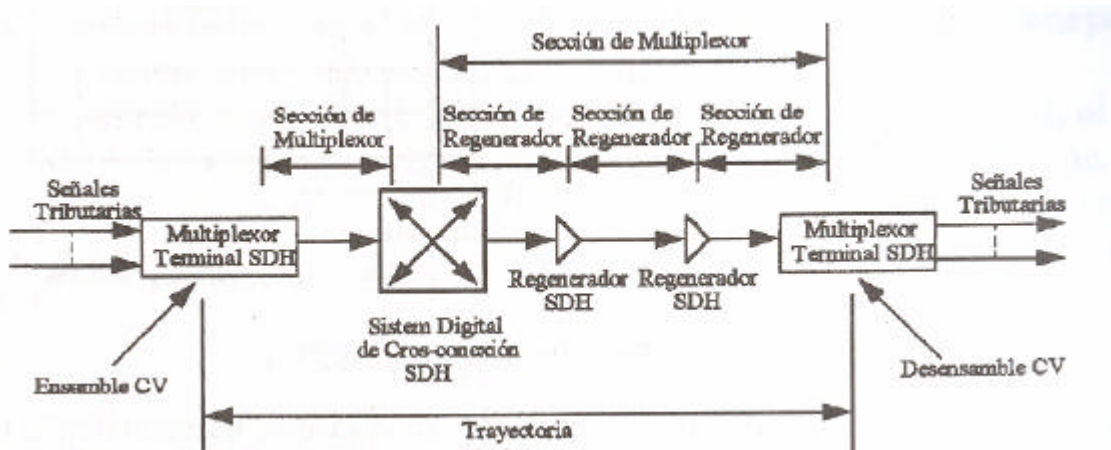 Sección de Multiplexor
Sección de
Multiplexor
Sección de
Regenerador
Sección de
Regenerador
Sección de
Regenerador
Señales
Tributarias
Multiplexor
Terminal SDH
Regenerador
SDH
Regenerador
SDH
Multiplexor
Terminal SDH
Señales
Tributarias
Sistem Digital
de Cros-conexión
SDH
Ensamble CV
Desensamble CV
Trayectoria